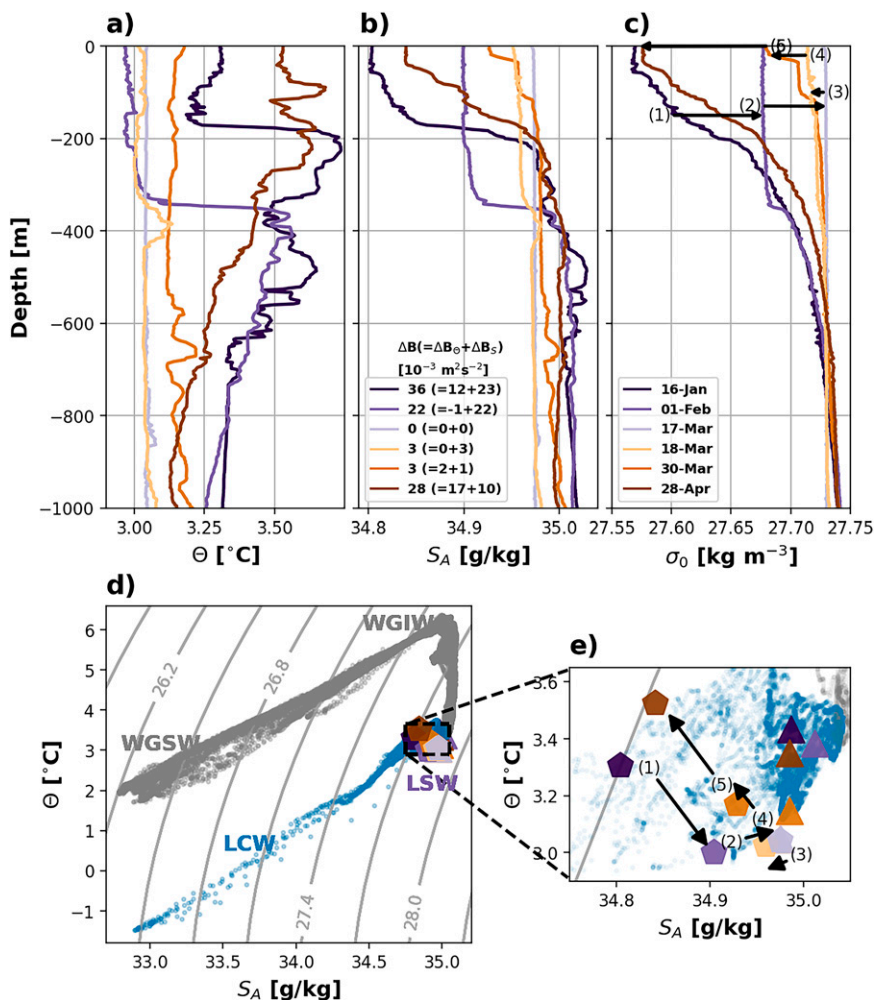 a)
b)
c)
0
−200
−400
−600
−800
−1000
Depth [m]
3.00
3.25
3.50
Θ [˚C]
ΔB(=ΔB_Θ+ΔB_S)
[10⁻³ m²s⁻²]
36 (=12+23)
22 (=-1+22)
0 (=0+0)
3 (=0+3)
3 (=2+1)
28 (=17+10)
34.8
34.9
35.0
S_A [g/kg]
(6)
(4)
(3)
(2)
(1)
16-Jan
01-Feb
17-Mar
18-Mar
30-Mar
28-Apr
27.55
27.60
27.65
27.70
27.75
σ₀ [kg m⁻³]
d)
6
5
4
3
2
1
0
−1
Θ [˚C]
WGIW
WGSW
LSW
LCW
26.2
26.8
27.4
28.0
33.0
33.5
34.0
34.5
35.0
S_A [g/kg]
e)
3.6
3.4
3.2
3.0
Θ [˚C]
(1)
(5)
(4)
(2)
(3)
34.8
34.9
35.0
S_A [g/kg]